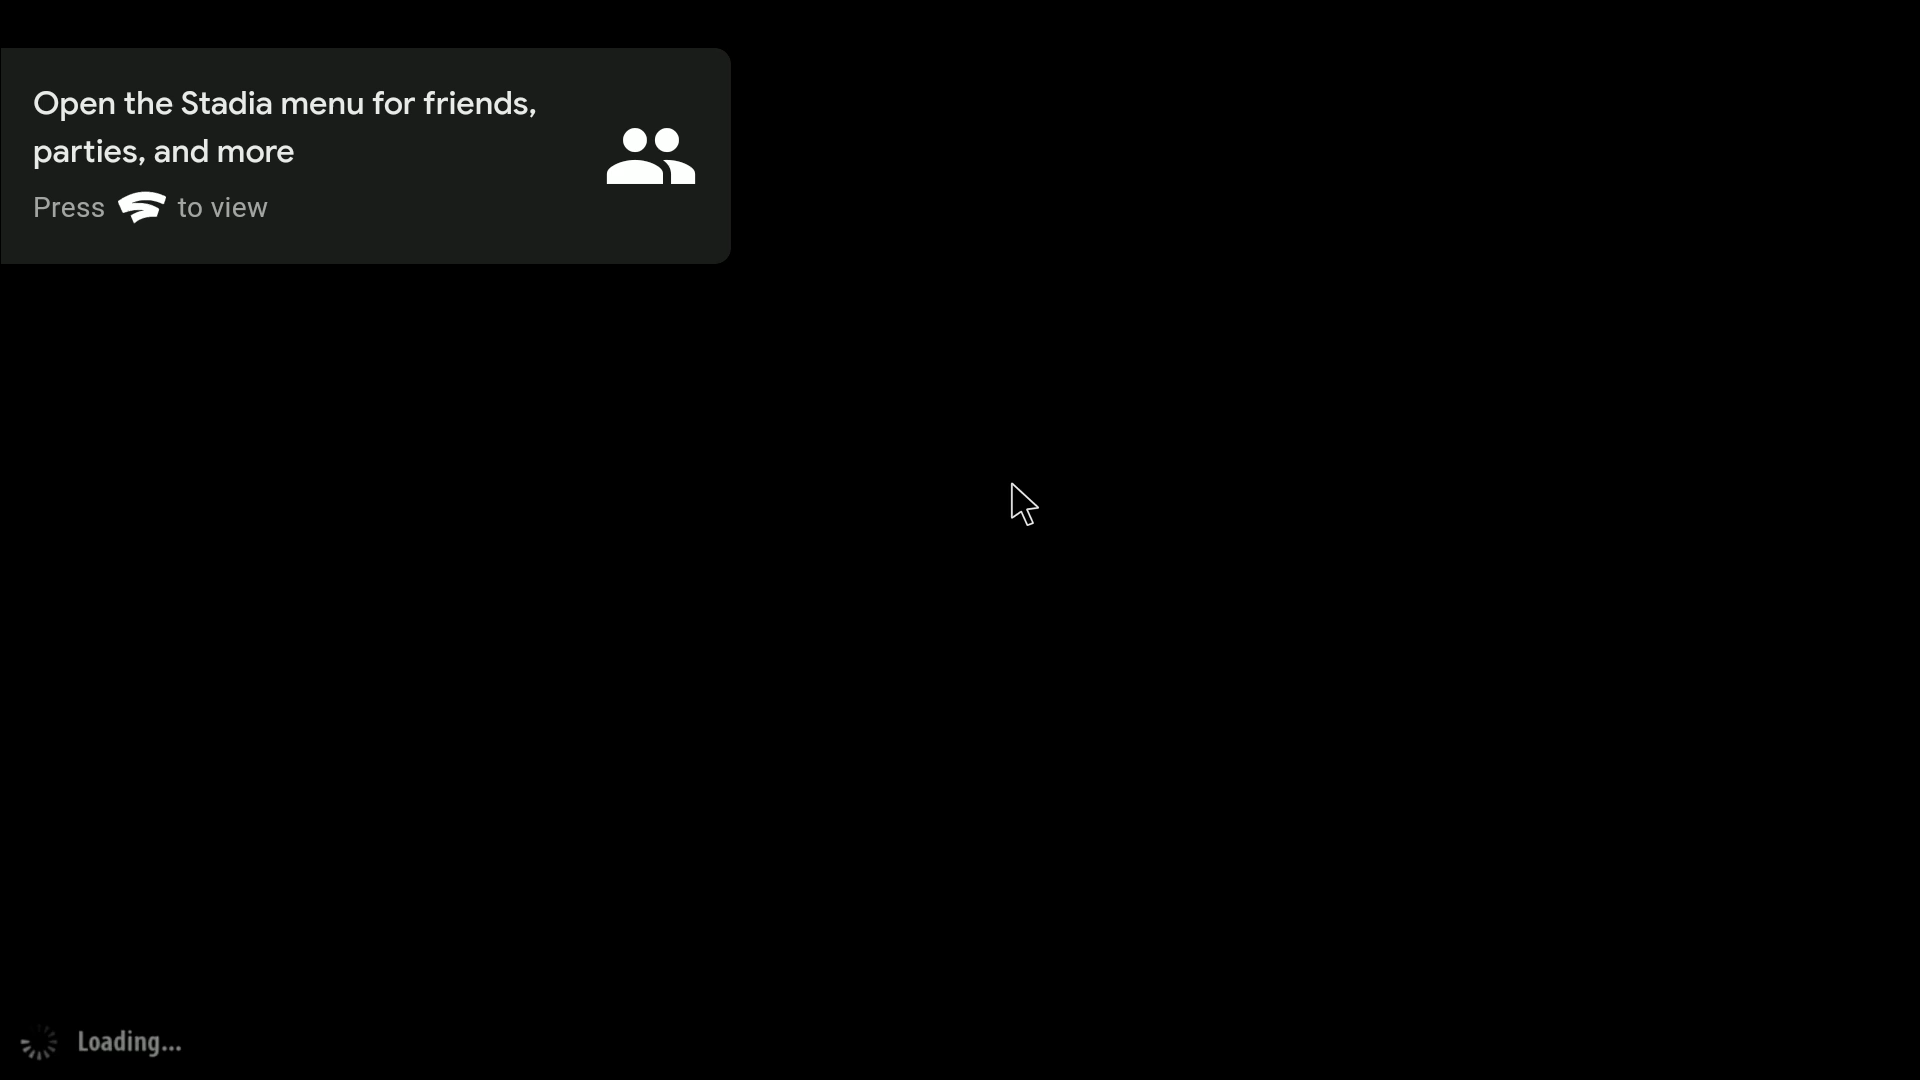 Open the Stadia menu for friends,
parties, and more
Press to view
Loading...